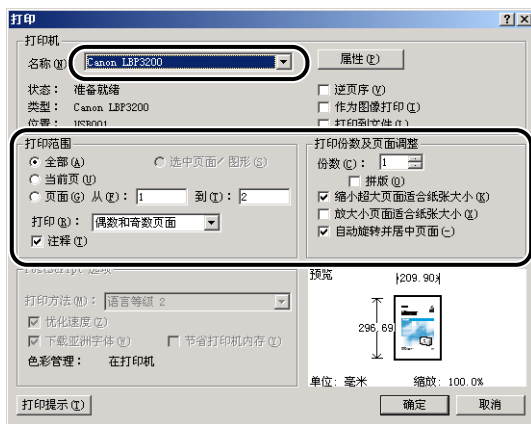 打印
打印机
名称(N) Canon LBP3200 属性(P)
状态： 准备就绪 逆页序(V)
类型： Canon LBP3200 作为图像打印(I)
位置： USB001 打印到文件(L)
打印范围 打印份数及页面调整
全部(A) 选中页面/图形(S) 份数(C)： 1
当前页(U) 拼版(O)
页面(G) 从(F)： 1 到(T)： 2 缩小超大页面适合纸张大小(K)
打印(R)： 偶数和奇数页面 放大小页面适合纸张大小(X)
注释(T) 自动旋转并居中页面(-)
PostScript 选项 预览
209.90
打印方法(M)： 语言等级 2
优化速度(Z) 296.69
下载亚洲字体(Y) 节省打印机内存(Y)
色彩管理： 在打印机
单位：毫米 缩放：100.0%
打印提示(T) 确定 取消